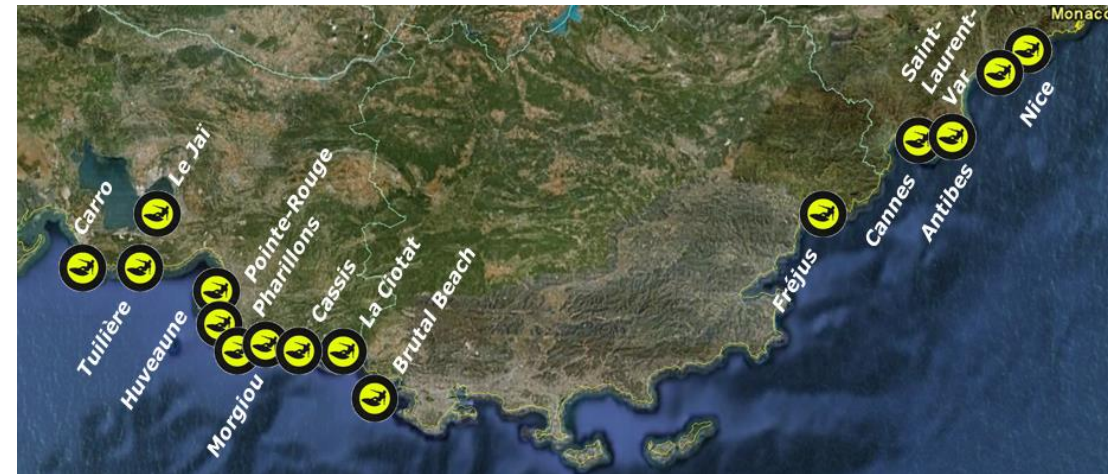 Monaco
Saint-
Laurent-
Var
Nice
Le Jaï
Carro
Pointe-Rouge
Pharillons
Cassis
La Ciotat
Brutal Beach
Tuilière
Huveaune
Morgiou
Fréjus
Cannes
Antibes